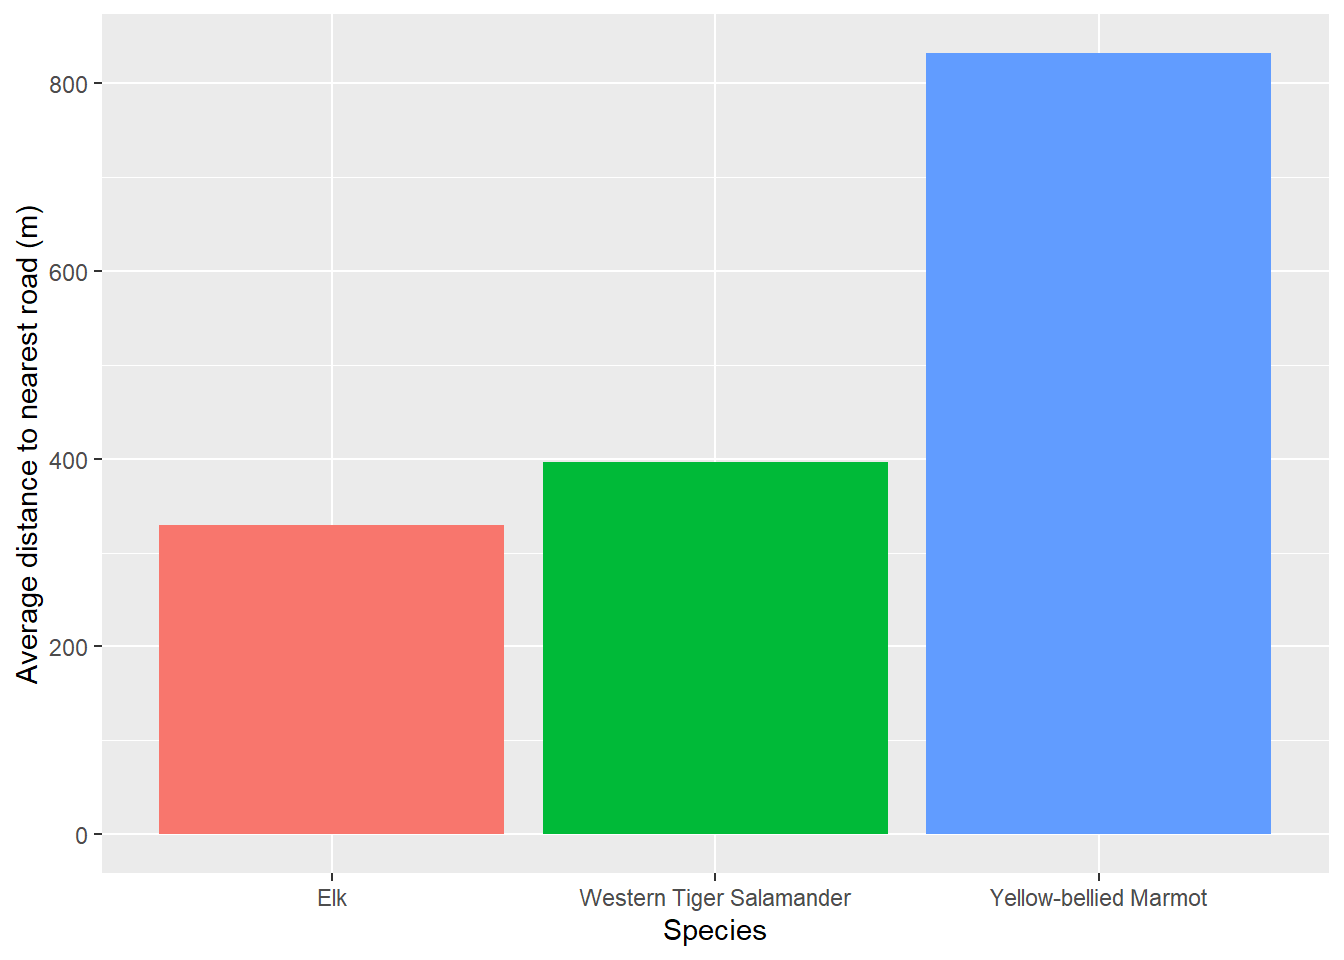 Average distance to nearest road (m)
800
600
400
200
0
Elk
Western Tiger Salamander
Yellow-bellied Marmot
Species